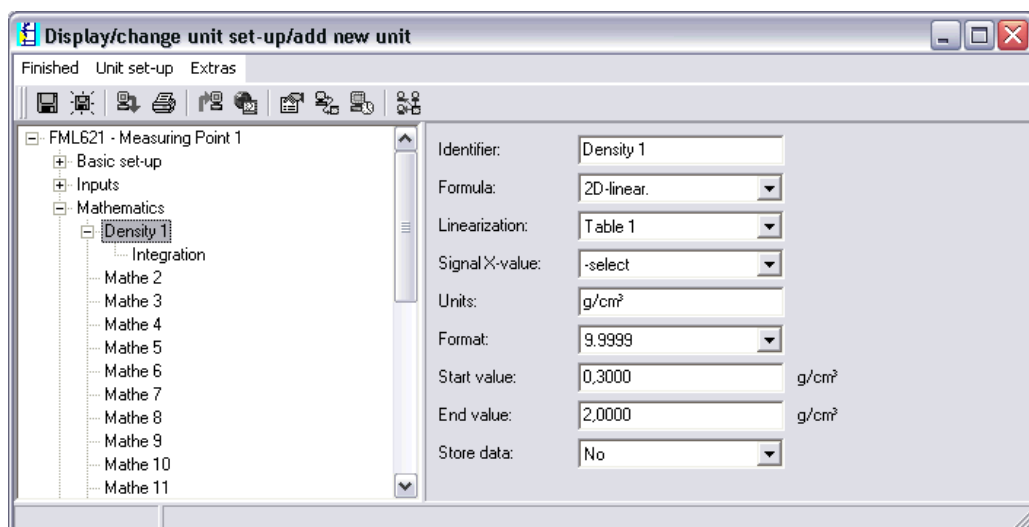 Display/change unit set-up/add new unit
Finished Unit set-up Extras
FML621 - Measuring Point 1
Basic set-up
Inputs
Mathematics
Density 1
Integration
Mathe 2
Mathe 3
Mathe 4
Mathe 5
Mathe 6
Mathe 7
Mathe 8
Mathe 9
Mathe 10
Mathe 11
Identifier: Density 1
Formula: 2D-linear.
Linearization: Table 1
Signal X-value: -select
Units: g/cm³
Format: 9.9999
Start value: 0,3000 g/cm³
End value: 2,0000 g/cm³
Store data: No